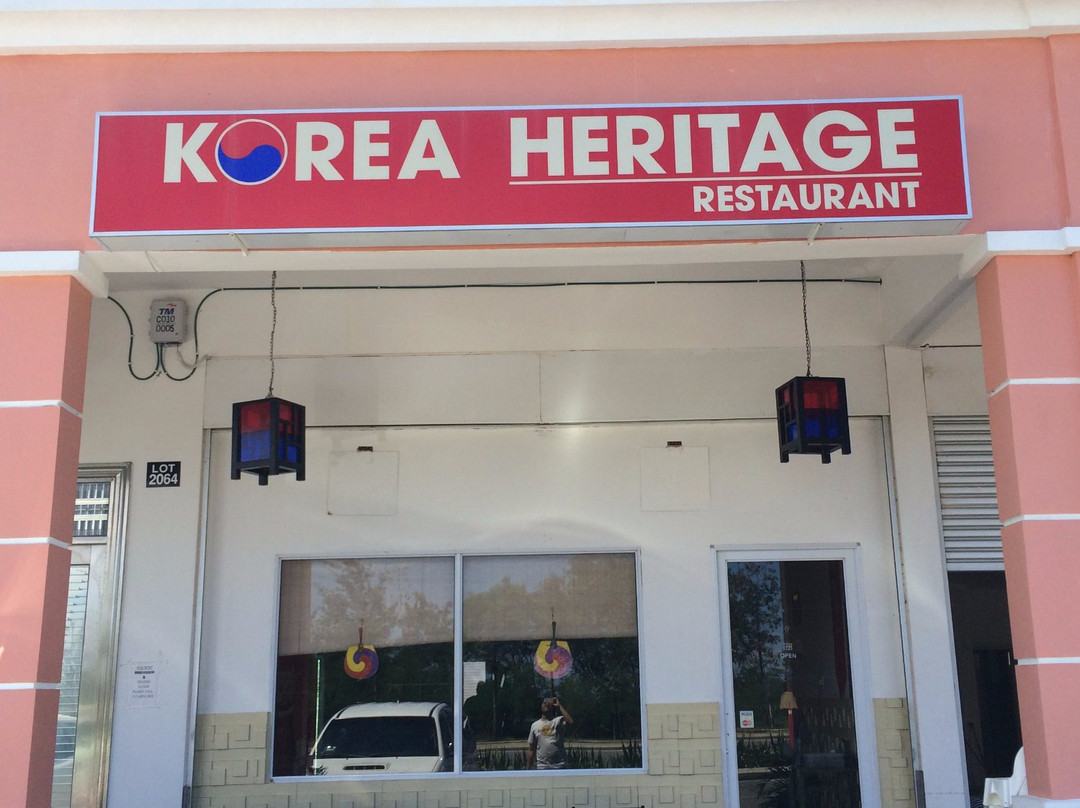 KOREA HERITAGE
RESTAURANT
TM
C010
0005
LOT
2064
OPEN